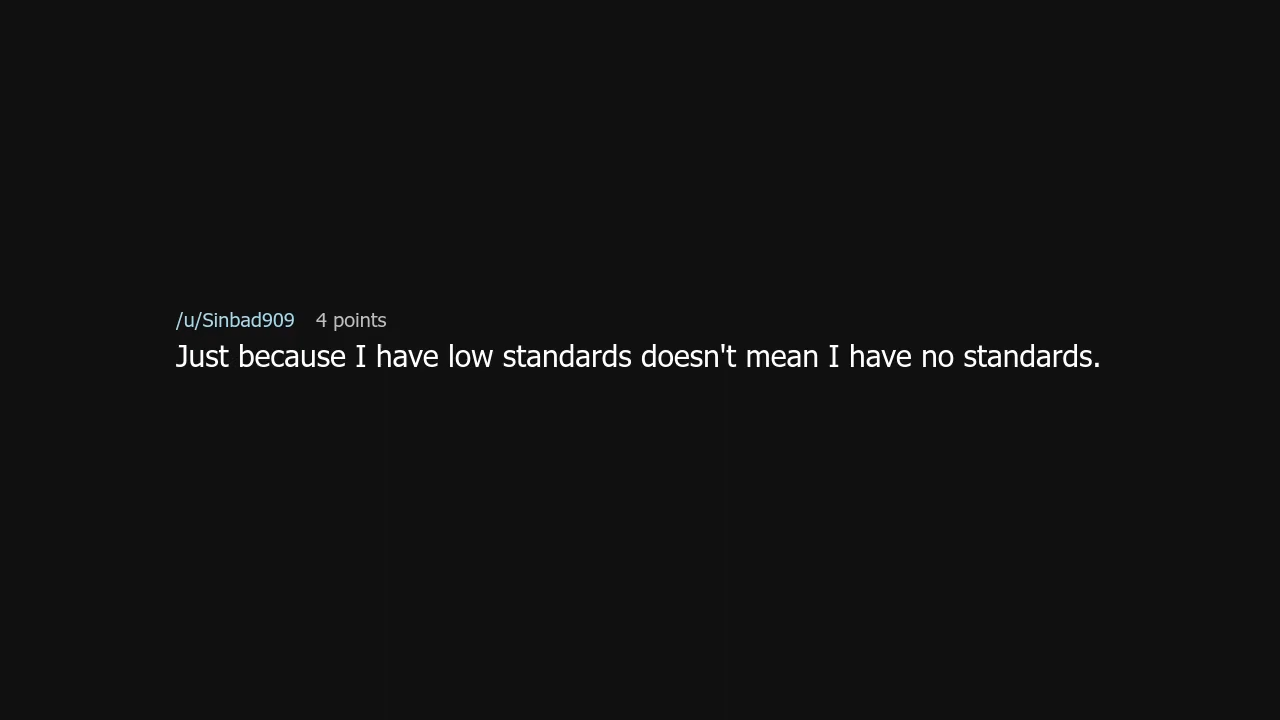 /u/Sinbad909 4 points
Just because I have low standards doesn't mean I have no standards.